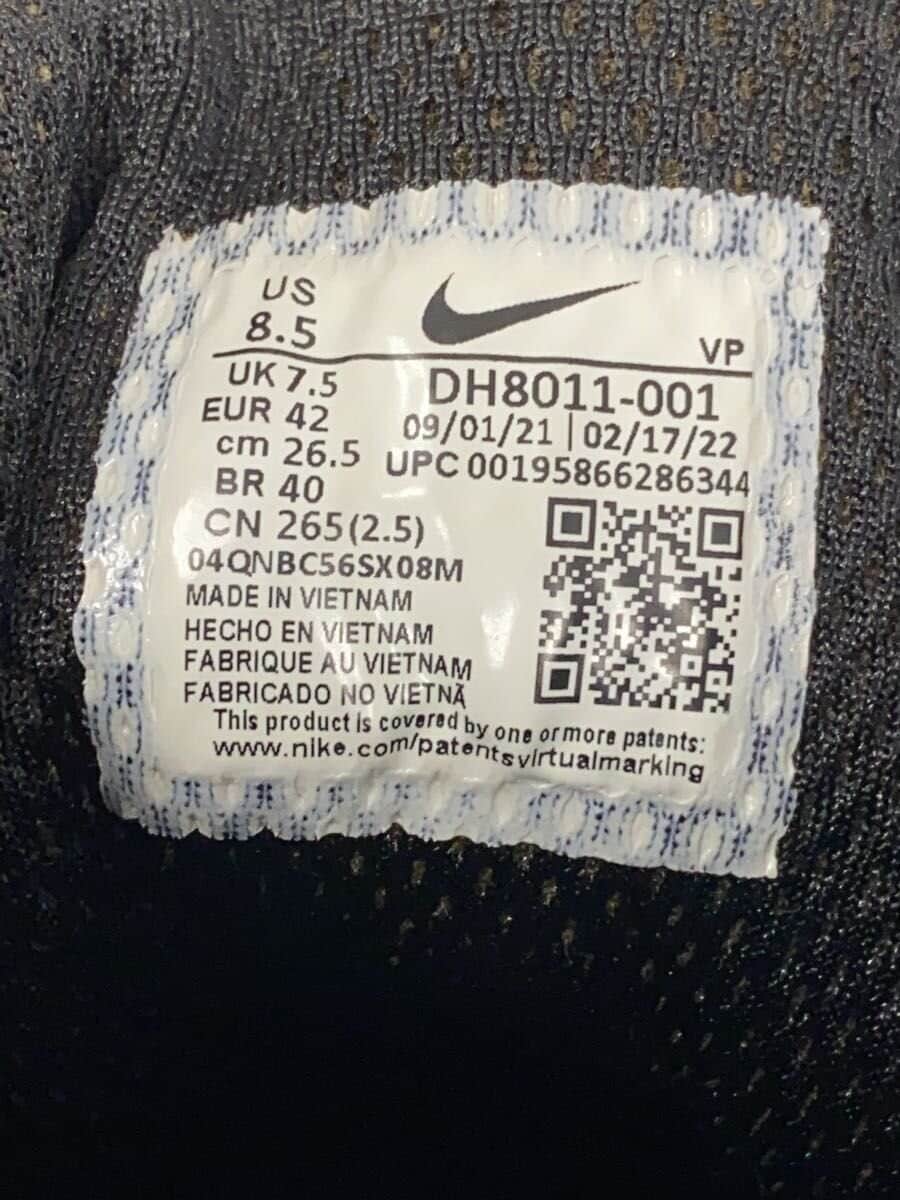 US
8.5
VP
UK 7.5
EUR 42
cm 26.5
BR 40
CN 265(2.5)
DH8011-001
09/01/21 | 02/17/22
UPC 00195866286344
04QNBC56SX08M
MADE IN VIETNAM
HECHO EN VIETNAM
FABRIQUE AU VIETNAM
FABRICADO NO VIETNÃ
This product is covered by one or more patents:
www.nike.com/patentsvirtualmarking